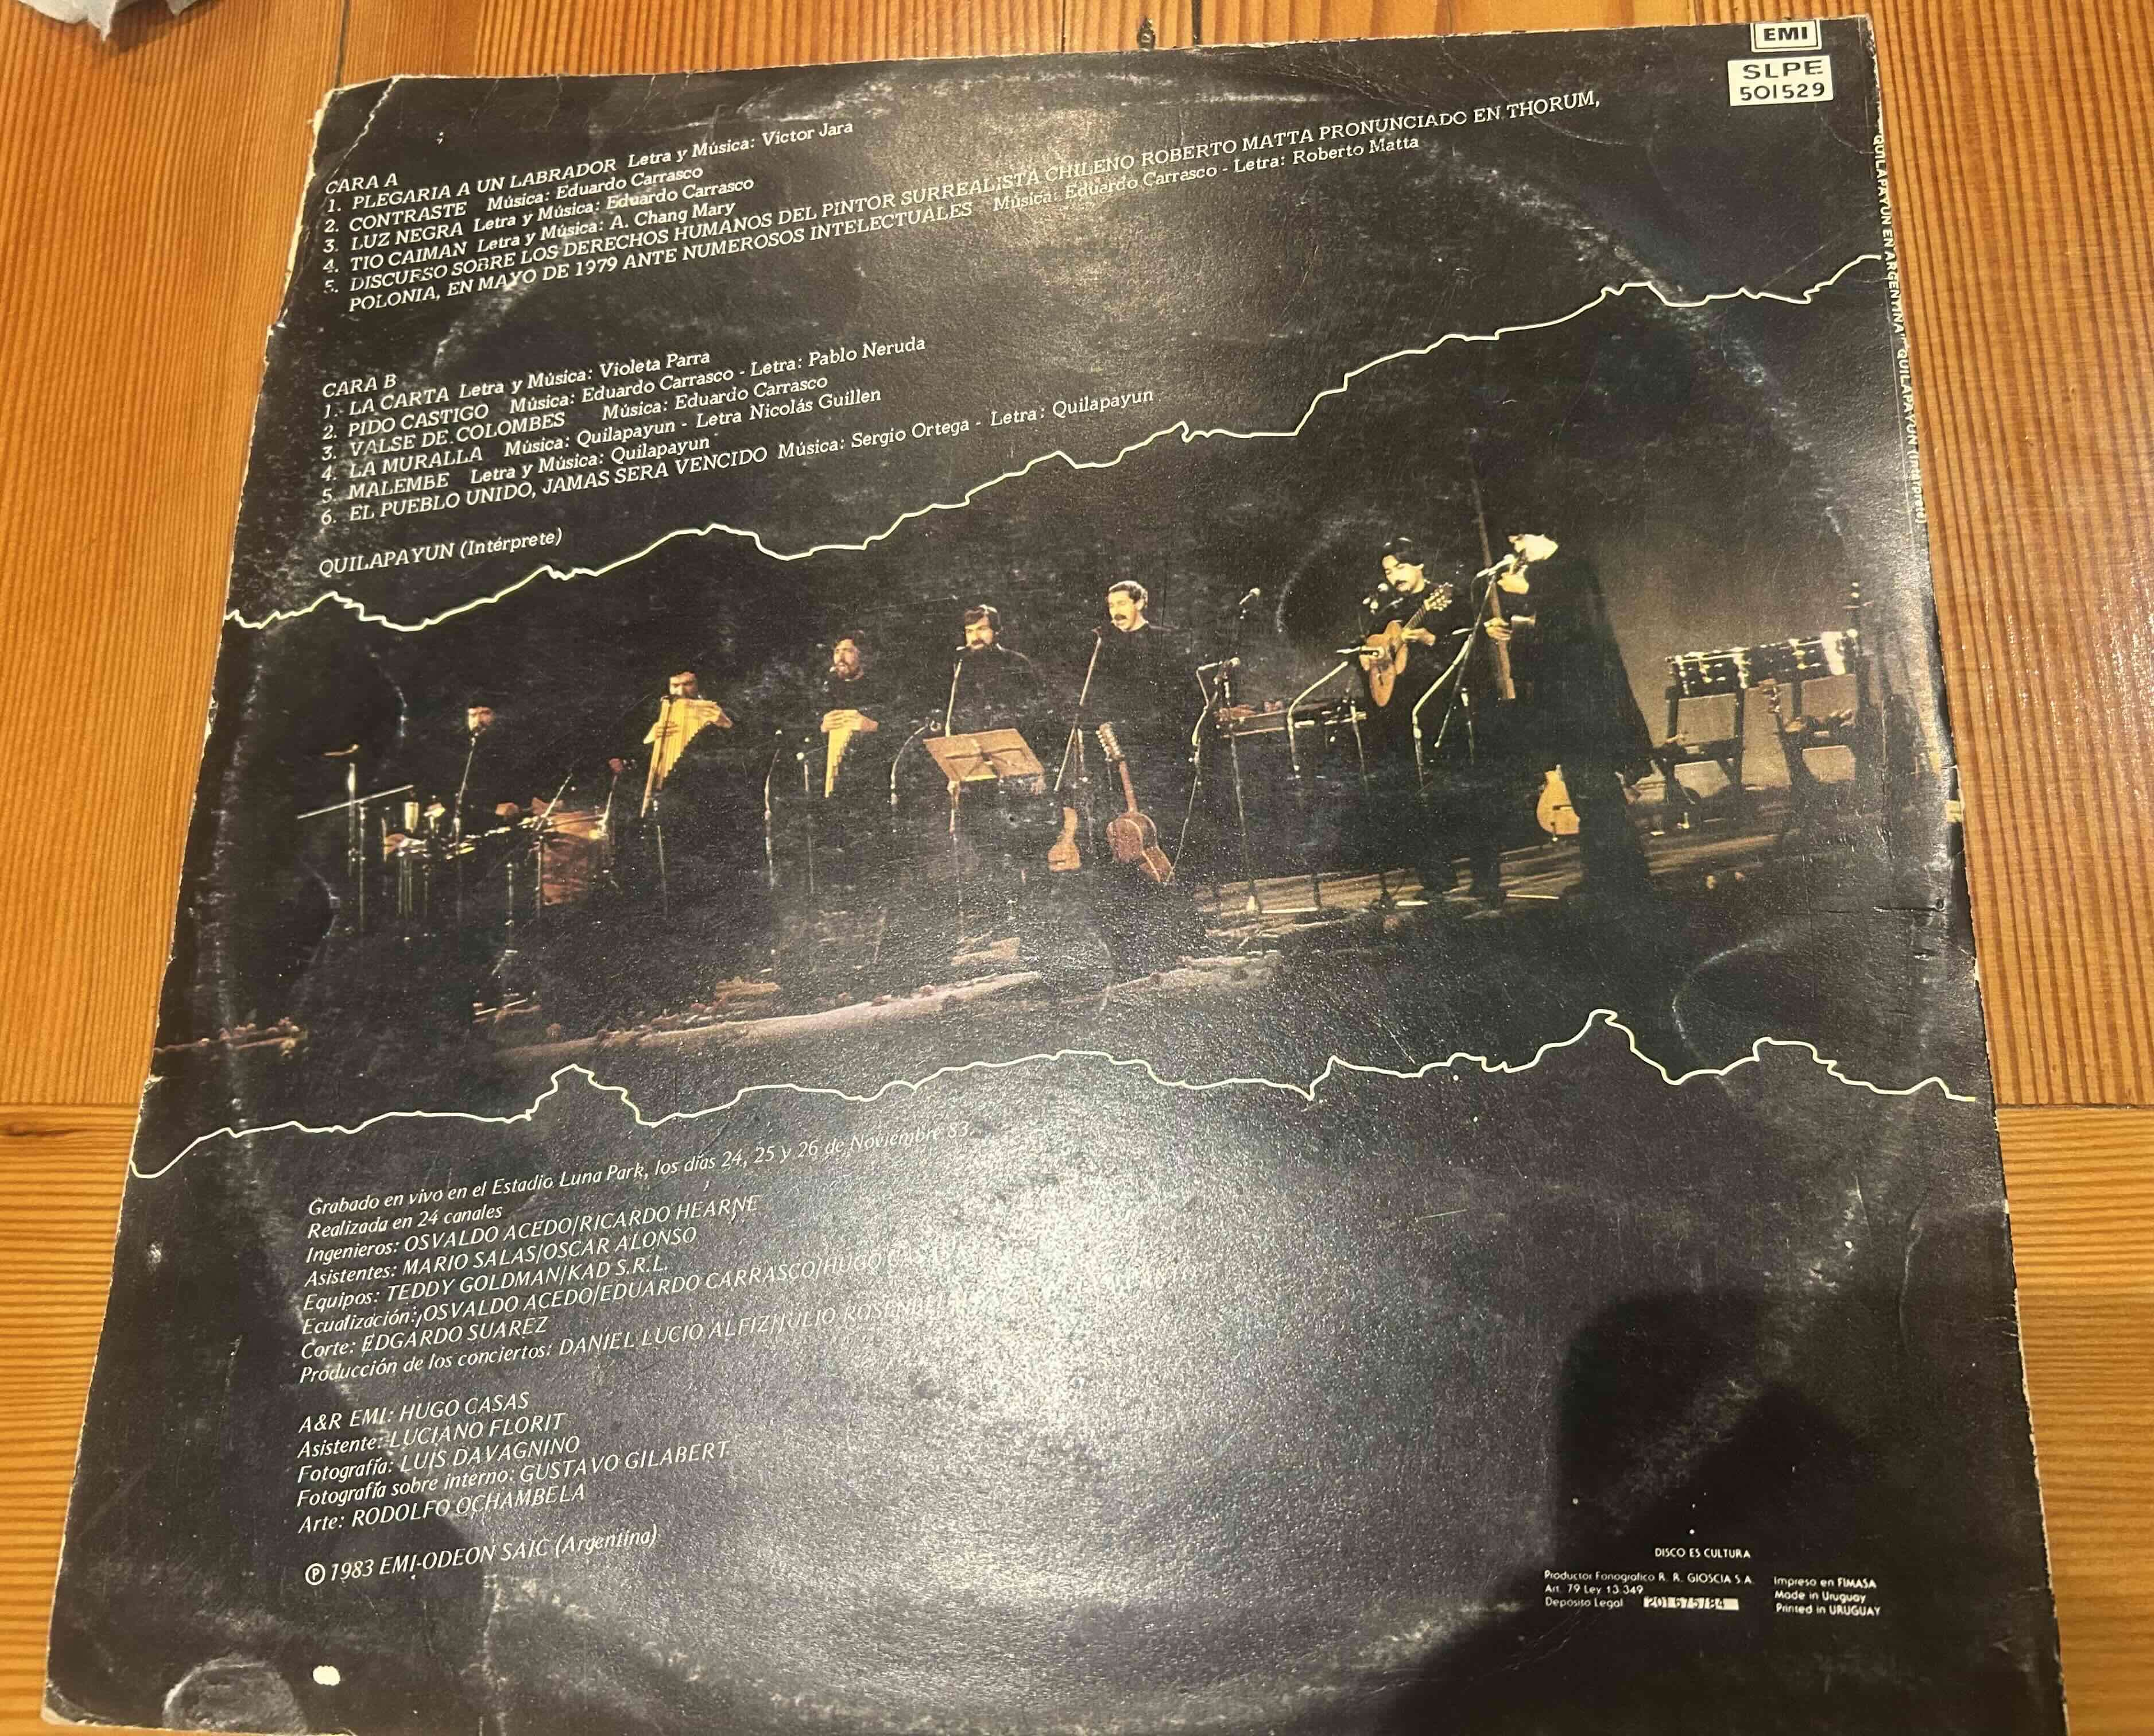 EMI
SLPE
501529
CARA A
1. PLEGARIA A UN LABRADOR Letra y Música: Victor Jara
2. CONTRASTE Música: Eduardo Carrasco
3. LUZ NEGRA Letra y Música: Eduardo Carrasco
4. TIO CAIMAN Letra y Música: A. Chang Mary
5. DISCURSO SOBRE LOS DERECHOS HUMANOS DEL PINTOR SURREALISTA CHILENO ROBERTO MATTA PRONUNCIADO EN THORUM,
POLONIA, EN MAYO DE 1979 ANTE NUMEROSOS INTELECTUALES Música: Eduardo Carrasco - Letra: Roberto Matta
CARA B
1. LA CARTA Letra y Música: Violeta Parra
2. PIDO CASTIGO Música: Eduardo Carrasco - Letra: Pablo Neruda
3. VALSE DE COLOMBES Música: Eduardo Carrasco
4. LA MURALLA Música: Quilapayun - Letra Nicolás Guillen
5. MALEMBE Letra y Música: Quilapayun
6. EL PUEBLO UNIDO, JAMAS SERA VENCIDO Música: Sergio Ortega - Letra: Quilapayun
QUILAPAYUN (Intérprete)
"QUILAPAYUN EN ARGENTINA" QUILAPAYUN (Intérprete)
Grabado en vivo en el Estadio Luna Park, los días 24, 25 y 26 de Noviembre 83
Realizada en 24 canales
Ingenieros: OSVALDO ACEDO/RICARDO HEARNE
Asistentes: MARIO SALAS/OSCAR ALONSO
Equipos: TEDDY GOLDMAN/KAD S.R.L.
Ecualización: OSVALDO ACEDO/EDUARDO CARRASCO/HUGO
Corte: EDGARDO SUAREZ
Producción de los conciertos: DANIEL LUCIO ALFIZ/JULIO
A&R EMI: HUGO CASAS
Asistente: LUCIANO FLORIT
Fotografía: LUIS DAVAGNINO
Fotografía sobre interno: GUSTAVO GILABERT
Arte: RODOLFO OCHAMBELA
℗ 1983 EMI-ODEON SAIC (Argentina)
DISCO ES CULTURA
Productor Fonografico R. R. GIOSCIA S.A.
Art. 79 Ley 13.349
Deposito Legal 201.675/84
Impreso en FIMASA
Made in Uruguay
Printed in URUGUAY